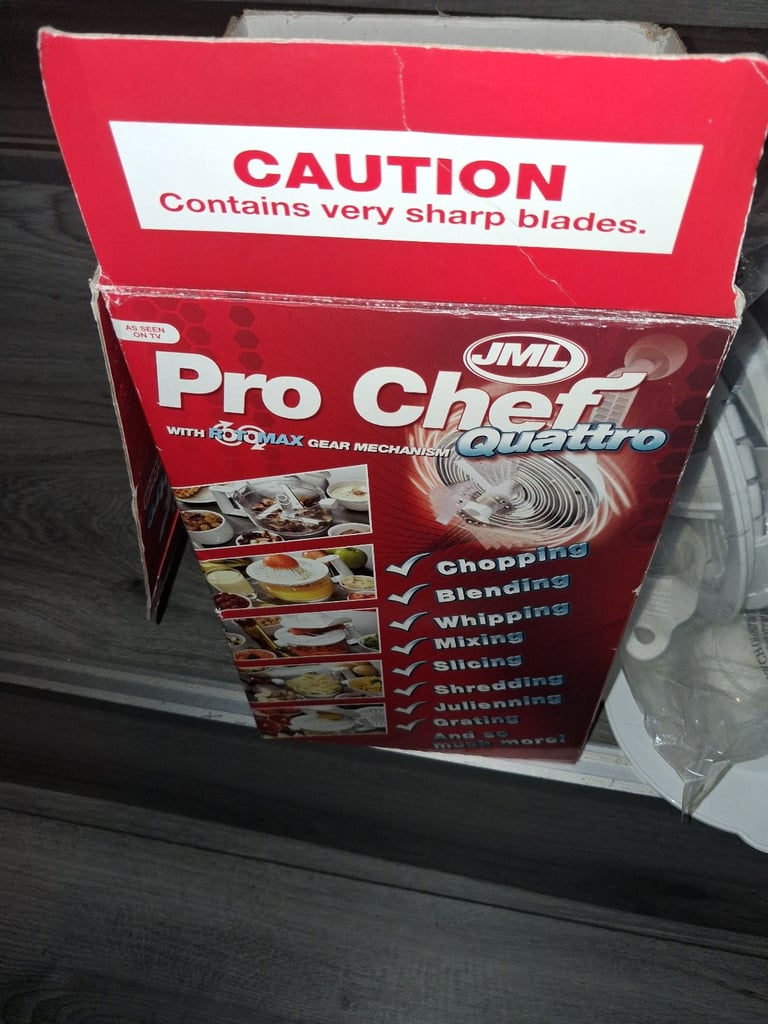 CAUTION
Contains very sharp blades.
AS SEEN
ON TV
JML
Pro Chef
Quattro
WITH ROTOMAX GEAR MECHANISM
Chopping
Blending
Whipping
Mixing
Slicing
Shredding
Julienning
Grating
And so
much more!